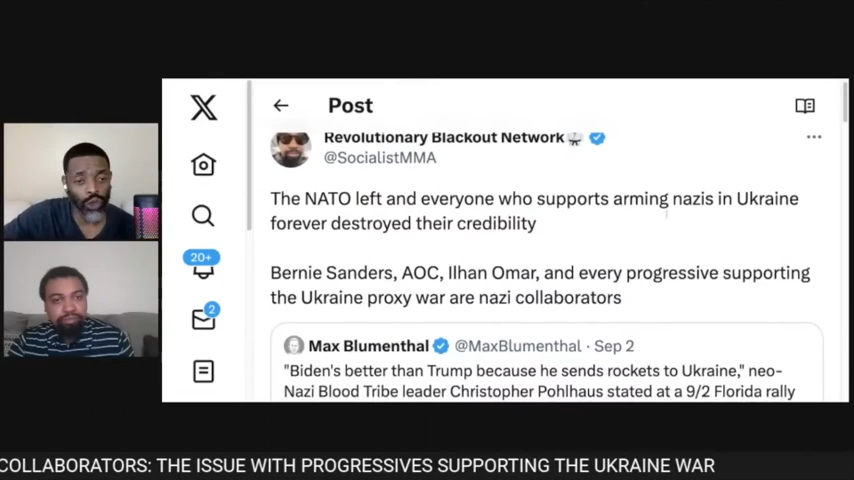 Post
Revolutionary Blackout Network
@SocialistMMA
The NATO left and everyone who supports arming nazis in Ukraine
forever destroyed their credibility
Bernie Sanders, AOC, Ilhan Omar, and every progressive supporting
the Ukraine proxy war are nazi collaborators
Max Blumenthal @MaxBlumenthal · Sep 2
"Biden's better than Trump because he sends rockets to Ukraine," neo-
Nazi Blood Tribe leader Christopher Pohlhaus stated at a 9/2 Florida rally
20+
2
COLLABORATORS: THE ISSUE WITH PROGRESSIVES SUPPORTING THE UKRAINE WAR